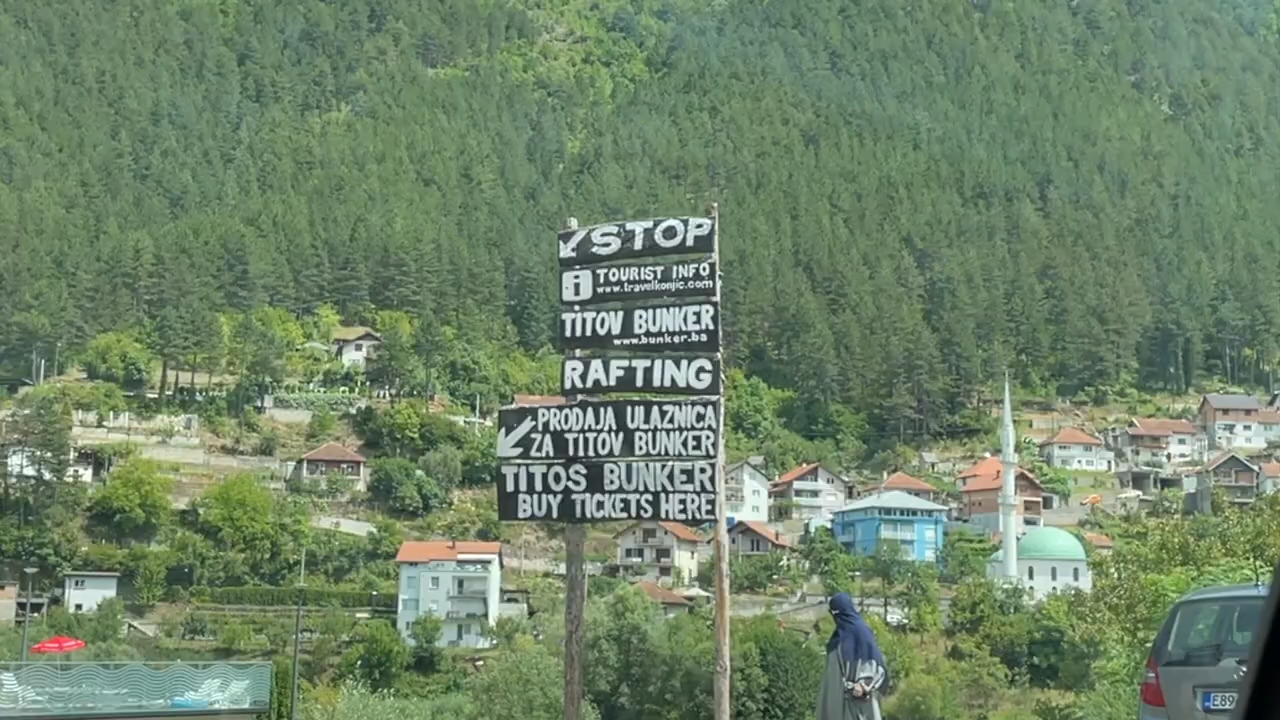 STOP
i TOURIST INFO
www.travelkonjic.com
TITOV BUNKER
www.bunker.ba
RAFTING
PRODAJA ULAZNICA
ZA TITOV BUNKER
TITOS BUNKER
BUY TICKETS HERE
E89